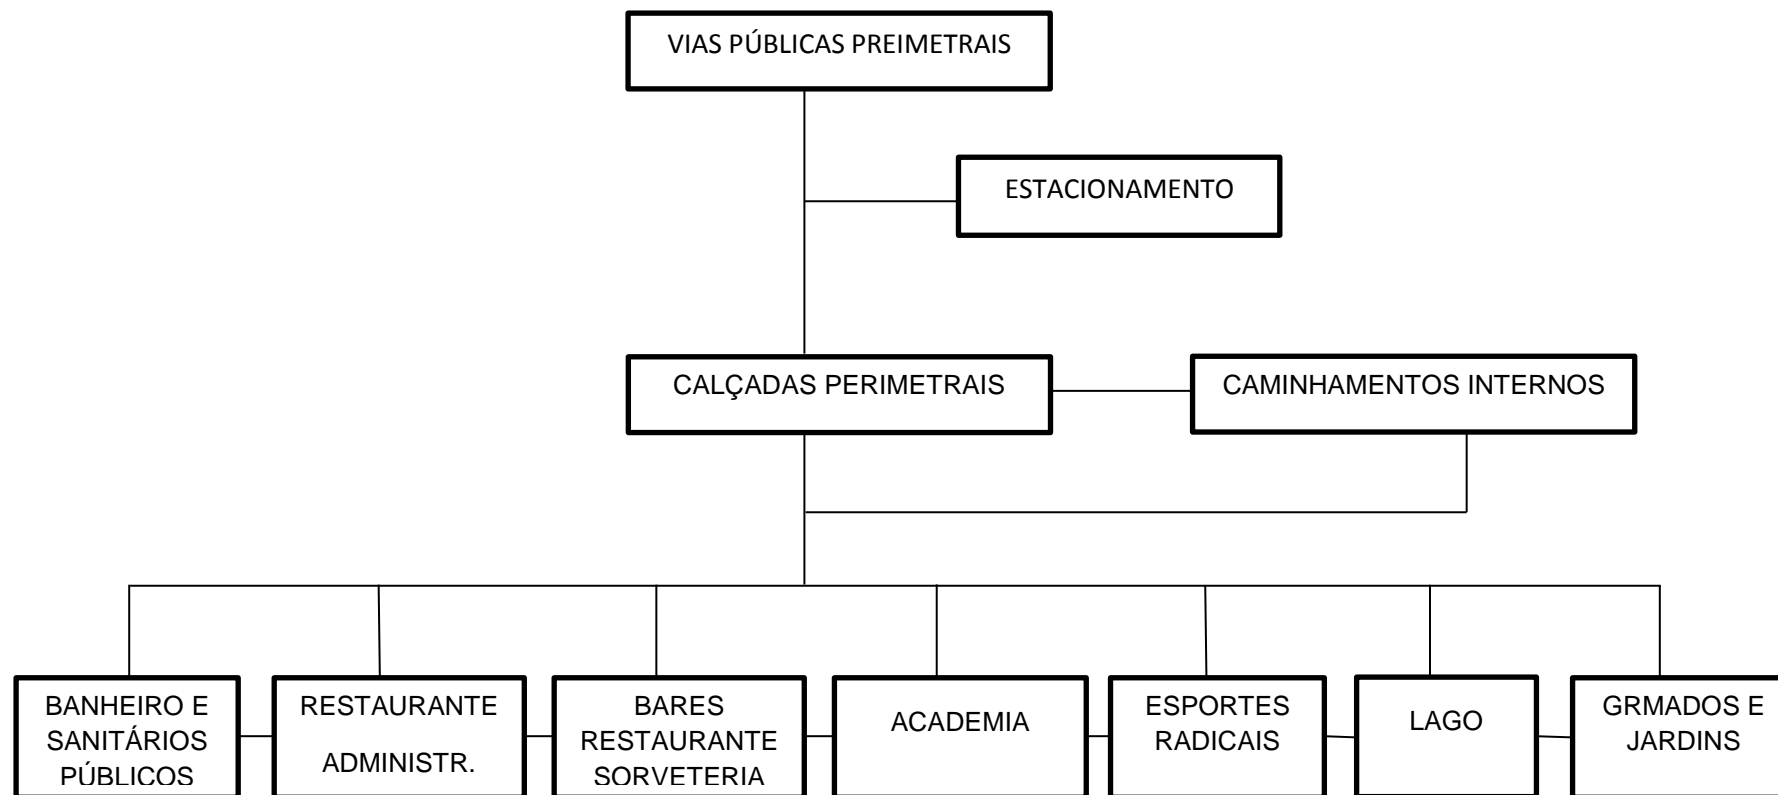 VIAS PÚBLICAS PREIMETRAIS
ESTACIONAMENTO
CALÇADAS PERIMETRAIS
CAMINHAMENTOS INTERNOS
BANHEIRO E
SANITÁRIOS
PÚBLICOS
RESTAURANTE
ADMINISTR.
BARES
RESTAURANTE
SORVETERIA
ACADEMIA
ESPORTES
RADICAIS
LAGO
GRMADOS E
JARDINS